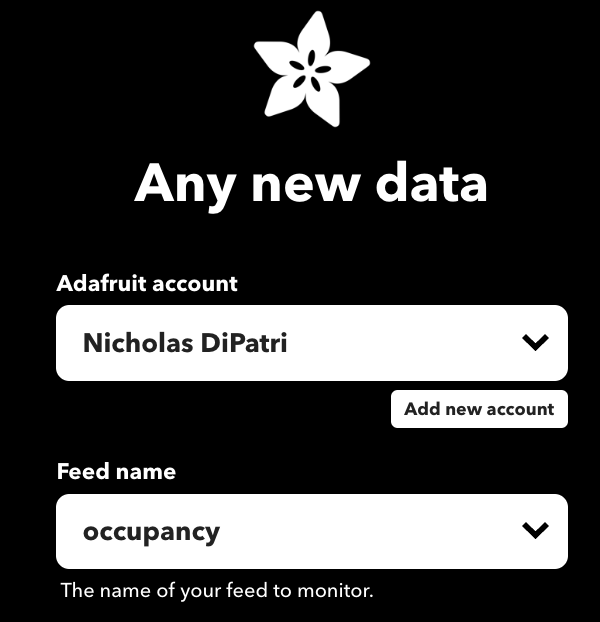 Any new data
Adafruit account
Nicholas DiPatri
Add new account
Feed name
occupancy
The name of your feed to monitor.